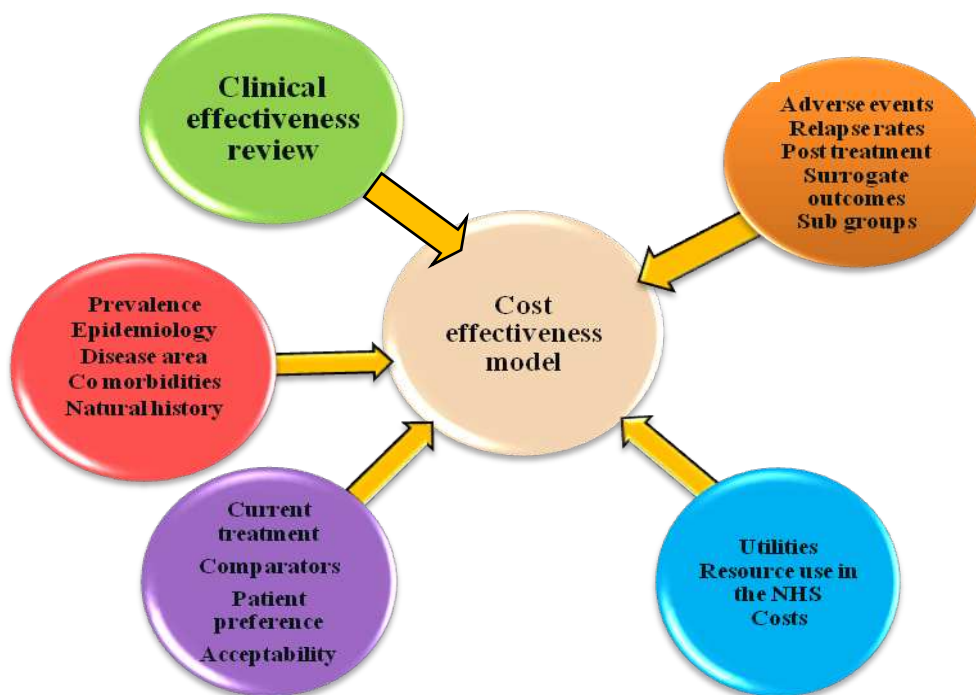 Clinical
effectiveness
review
Adverse events
Relapse rates
Post treatment
Surrogate
outcomes
Sub groups
Cost
effectiveness
model
Prevalence
Epidemiology
Disease area
Co morbidities
Natural history
Current
treatment
Comparators
Patient
preference
Acceptability
Utilities
Resource use in
the NHS
Costs